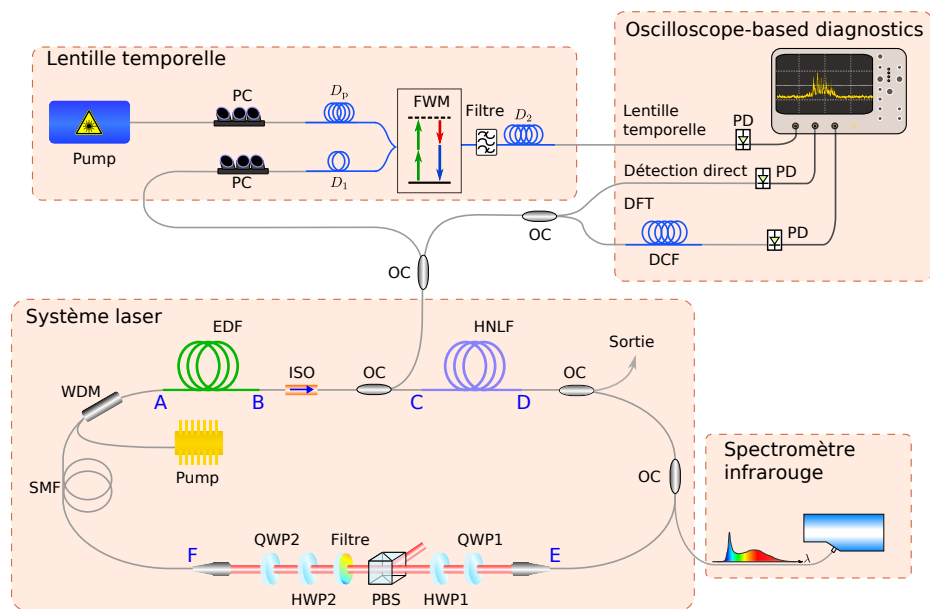 Oscilloscope-based diagnostics
Lentille temporelle
PC
D_p
FWM
Filtre
D_2
Pump
PC
D_1
Lentille
temporelle
PD
Détection direct
PD
DFT
PD
OC
DCF
OC
Système laser
EDF
HNLF
Sortie
WDM
ISO
OC
OC
A
B
C
D
Pump
SMF
OC
Spectromètre
infrarouge
λ
F
QWP2
Filtre
QWP1
E
HWP2
PBS
HWP1